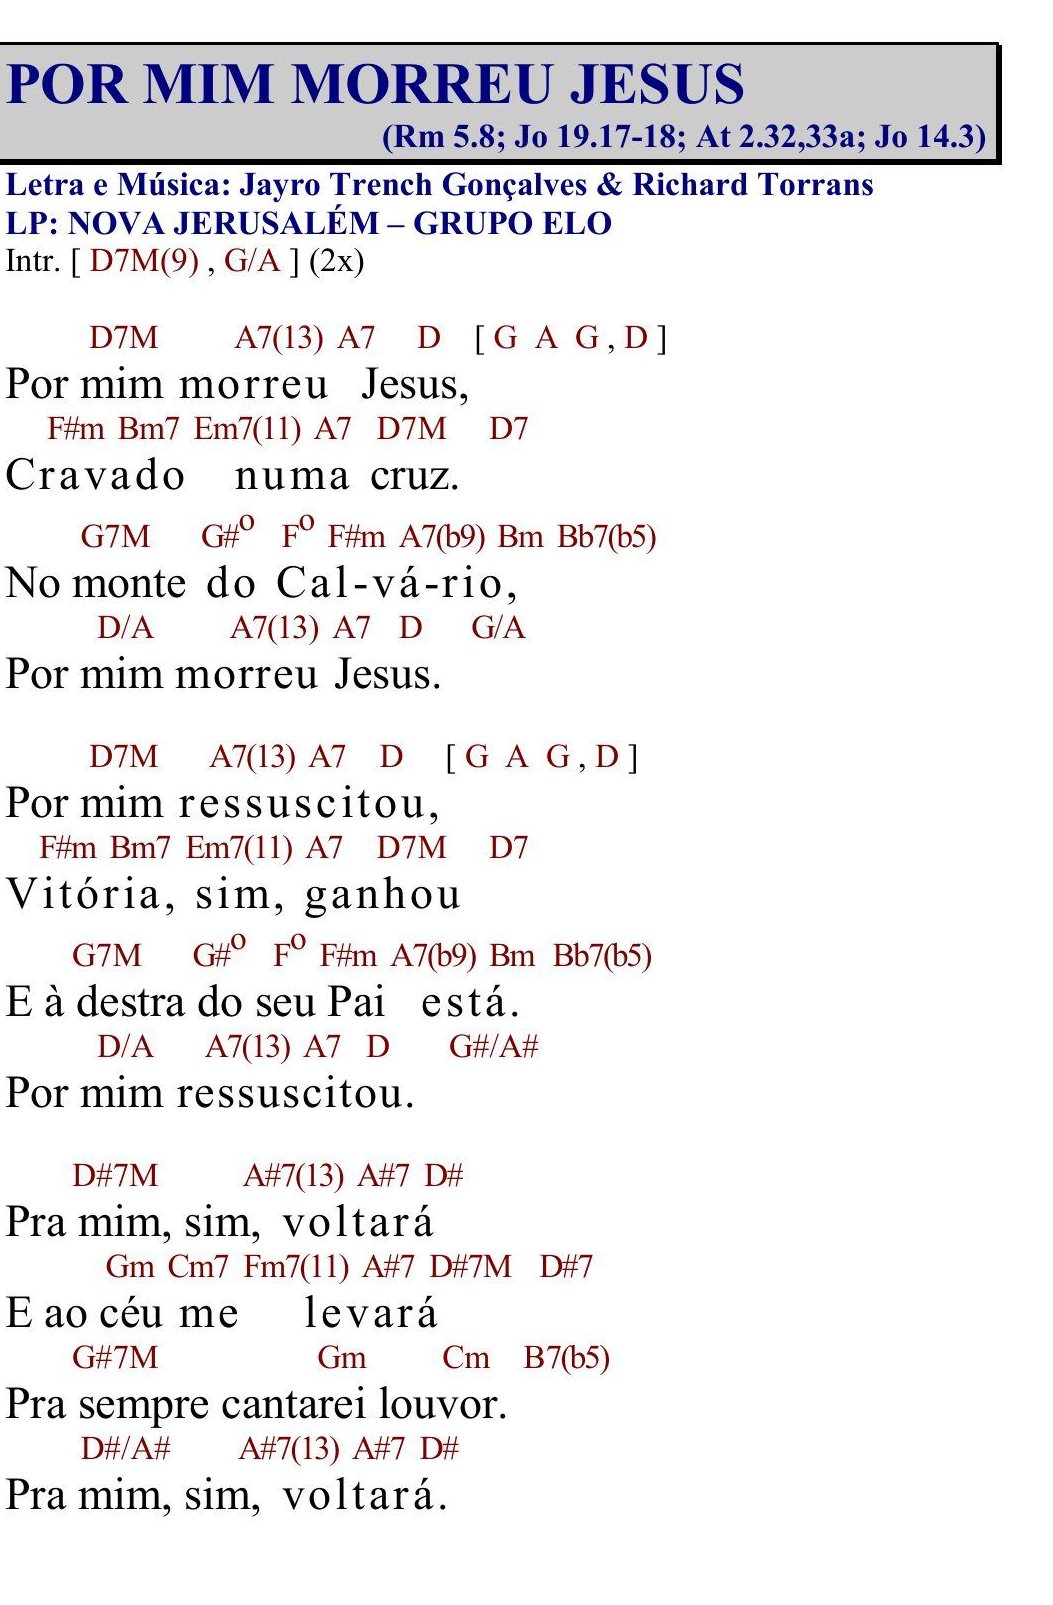 POR MIM MORREU JESUS
(Rm 5.8; Jo 19.17-18; At 2.32,33a; Jo 14.3)
Letra e Música: Jayro Trench Gonçalves & Richard Torrans
LP: NOVA JERUSALÉM – GRUPO ELO
Intr. [ D7M(9) , G/A ] (2x)
D7M A7(13) A7 D [ G A G , D ]
Por mim morreu Jesus,
F#m Bm7 Em7(11) A7 D7M D7
Cravado numa cruz.
G7M G#º Fº F#m A7(b9) Bm Bb7(b5)
No monte do Cal-vá-rio,
D/A A7(13) A7 D G/A
Por mim morreu Jesus.
D7M A7(13) A7 D [ G A G , D ]
Por mim ressuscitou,
F#m Bm7 Em7(11) A7 D7M D7
Vitória, sim, ganhou
G7M G#º Fº F#m A7(b9) Bm Bb7(b5)
E à destra do seu Pai está.
D/A A7(13) A7 D G#/A#
Por mim ressuscitou.
D#7M A#7(13) A#7 D#
Pra mim, sim, voltará
Gm Cm7 Fm7(11) A#7 D#7M D#7
E ao céu me levará
G#7M Gm Cm B7(b5)
Pra sempre cantarei louvor.
D#/A# A#7(13) A#7 D#
Pra mim, sim, voltará.